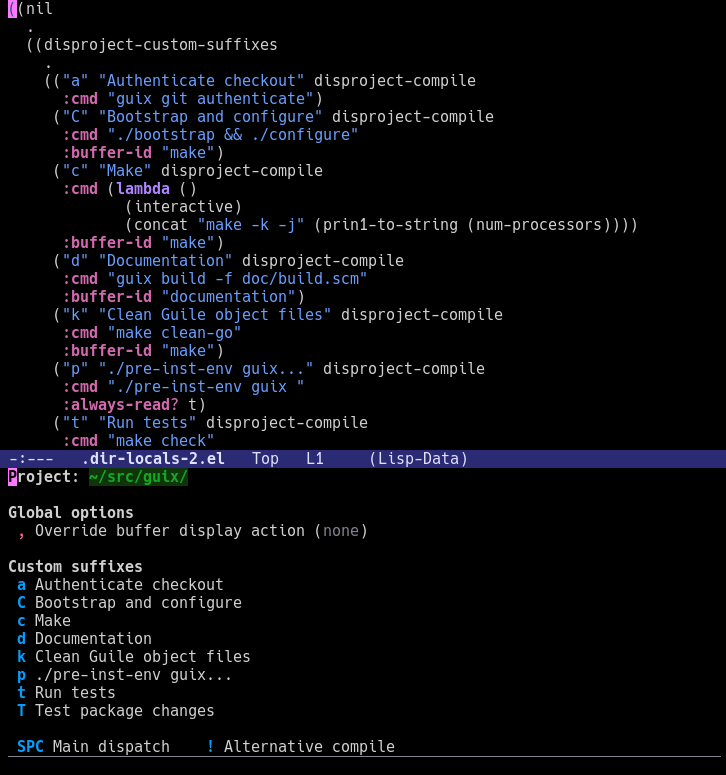 ((nil
  .
  ((disproject-custom-suffixes
    .
    (("a" "Authenticate checkout" disproject-compile
      :cmd "guix git authenticate")
     ("C" "Bootstrap and configure" disproject-compile
      :cmd "./bootstrap && ./configure"
      :buffer-id "make")
     ("c" "Make" disproject-compile
      :cmd (lambda ()
             (interactive)
             (concat "make -k -j" (prin1-to-string (num-processors))))
      :buffer-id "make")
     ("d" "Documentation" disproject-compile
      :cmd "guix build -f doc/build.scm"
      :buffer-id "documentation")
     ("k" "Clean Guile object files" disproject-compile
      :cmd "make clean-go"
      :buffer-id "make")
     ("p" "./pre-inst-env guix..." disproject-compile
      :cmd "./pre-inst-env guix "
      :always-read? t)
     ("t" "Run tests" disproject-compile
      :cmd "make check"
-:---   .dir-locals-2.el   Top   L1     (Lisp-Data)
Project: ~/src/guix/

Global options
 , Override buffer display action (none)

Custom suffixes
 a Authenticate checkout
 C Bootstrap and configure
 c Make
 d Documentation
 k Clean Guile object files
 p ./pre-inst-env guix...
 t Run tests
 T Test package changes

 SPC Main dispatch    ! Alternative compile